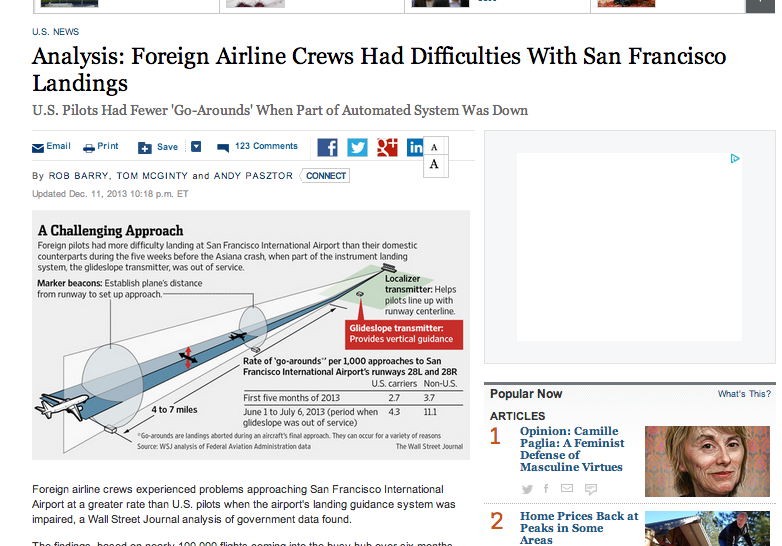 U.S. NEWS
Analysis: Foreign Airline Crews Had Difficulties With San Francisco
Landings
U.S. Pilots Had Fewer 'Go-Arounds' When Part of Automated System Was Down
Email Print Save 123 Comments f g+ in A
A
By ROB BARRY, TOM MCGINTY and ANDY PASZTOR CONNECT
Updated Dec. 11, 2013 10:18 p.m. ET
A Challenging Approach
Foreign pilots had more difficulty landing at San Francisco International Airport than their domestic
counterparts during the five weeks before the Asiana crash, when part of the instrument landing
system, the glideslope transmitter, was out of service.
Marker beacons: Establish plane's distance
from runway to set up approach.
Localizer
transmitter: Helps
pilots line up with
runway centerline.
Glideslope transmitter:
Provides vertical guidance
4 to 7 miles
Rate of 'go-arounds'* per 1,000 approaches to San
Francisco International Airport's runways 28L and 28R
U.S. carriers Non-U.S.
First five months of 2013 2.7 3.7
June 1 to July 6, 2013 (period when 4.3 11.1
glideslope was out of service)
*Go-arounds are landings aborted during an aircraft's final approach. They can occur for a variety of reasons
Source: WSJ analysis of Federal Aviation Administration data The Wall Street Journal
Foreign airline crews experienced problems approaching San Francisco International
Airport at a greater rate than U.S. pilots when the airport's landing guidance system was
impaired, a Wall Street Journal analysis of government data found.
The findings, based on nearly 100,000 flights coming into the busy hub over six months,
Popular Now What's This?
ARTICLES
1 Opinion: Camille
Paglia: A Feminist
Defense of
Masculine Virtues
2 Home Prices Back at
Peaks in Some
Areas